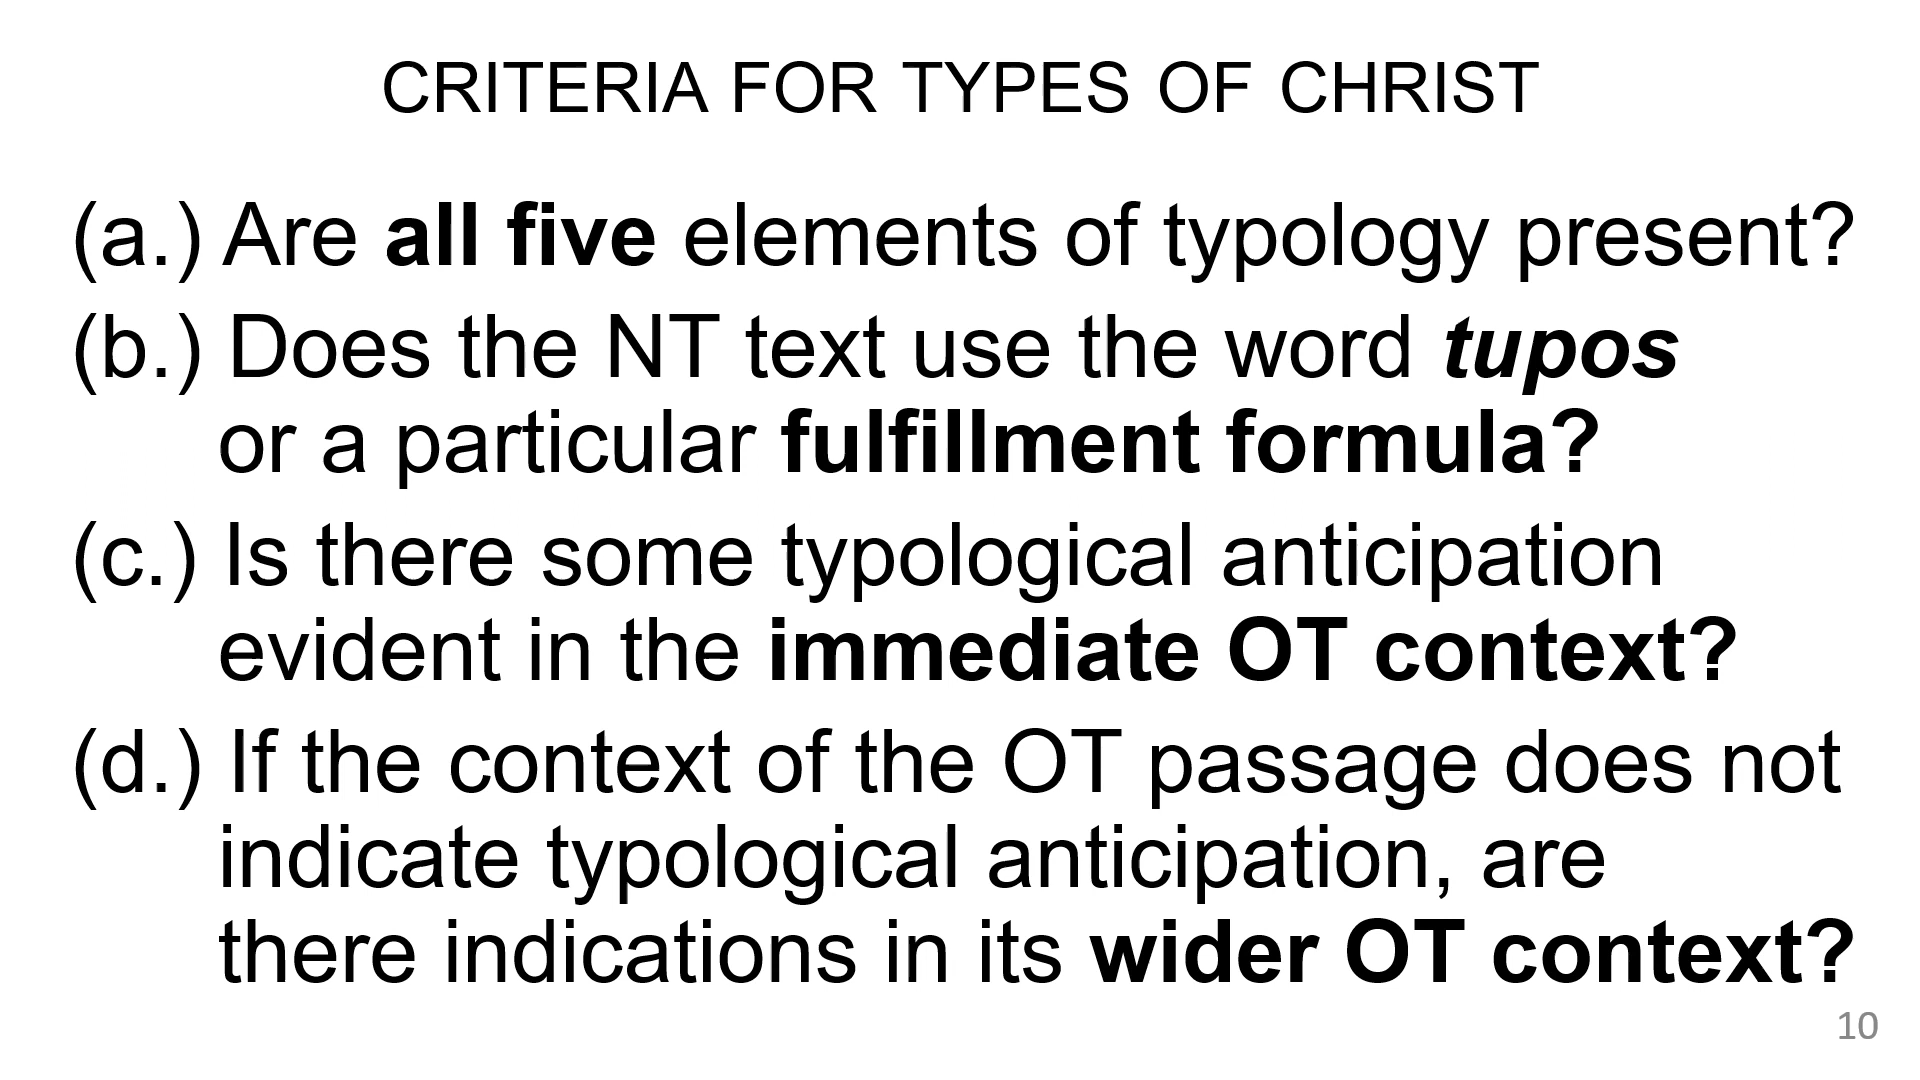 CRITERIA FOR TYPES OF CHRIST
(a.) Are all five elements of typology present?
(b.) Does the NT text use the word tupos
or a particular fulfillment formula?
(c.) Is there some typological anticipation
evident in the immediate OT context?
(d.) If the context of the OT passage does not
indicate typological anticipation, are
there indications in its wider OT context?
10